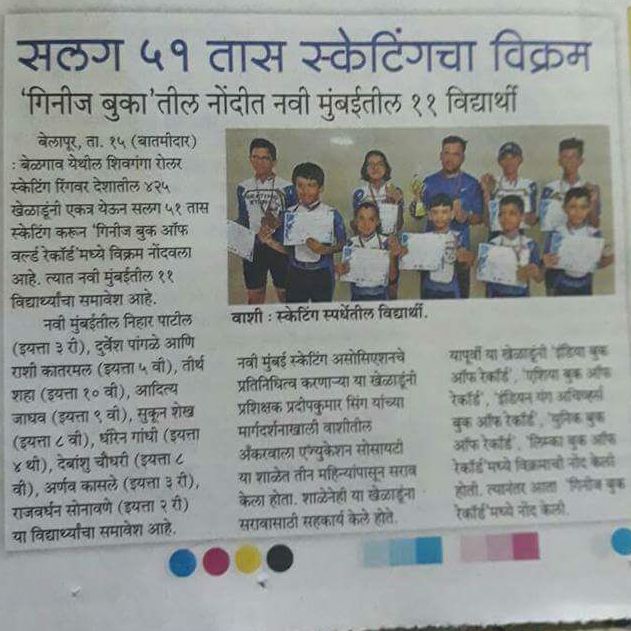 सलग ५१ तास स्केटिंगचा विक्रम
'गिनीज बुका'तील नोंदीत नवी मुंबईतील ११ विद्यार्थी
बेलापूर, ता. १५ (बातमीदार)
: बेळगाव येथील शिवगंगा रोलर
स्केटिंग रिंगवर देशातील ४२५
खेळाडूंनी एकत्र येऊन सलग ५१ तास
स्केटिंग करून 'गिनीज बुक ऑफ
वर्ल्ड रेकॉर्ड'मध्ये विक्रम नोंदवला
आहे. त्यात नवी मुंबईतील ११
विद्यार्थ्यांचा समावेश आहे.
नवी मुंबईतील निहार पाटील
(इयत्ता ३ री), दुर्वेश पांगळे आणि
राशी कातरमल (इयत्ता ५ वी), तीर्थ
शहा (इयत्ता १० वी), आदित्य
जाधव (इयत्ता ९ वी), सुकून शेख
(इयत्ता ८ वी), धीरेन गांधी (इयत्ता
४ थी), देबांशु चौधरी (इयत्ता ८
वी), अर्णव कासले (इयत्ता ३ री),
राजवर्धन सोनावणे (इयत्ता २ री)
या विद्यार्थ्यांचा समावेश आहे.
वाशी : स्केटिंग स्पर्धेतील विद्यार्थी.
नवी मुंबई स्केटिंग असोसिएशनचे
प्रतिनिधित्व करणाऱ्या या खेळाडूंनी
प्रशिक्षक प्रदीपकुमार सिंग यांच्या
मार्गदर्शनाखाली वाशीतील
अँकरवाला एज्युकेशन सोसायटी
या शाळेत तीन महिन्यांपासून सराव
केला होता. शाळेनेही या खेळाडूंना
सरावासाठी सहकार्य केले होते.
यापूर्वी या खेळाडूंनी 'इंडिया बुक
ऑफ रेकॉर्ड', 'एशिया बुक ऑफ
रेकॉर्ड', 'इंडियन यंग अचिव्हर्स
बुक ऑफ रेकॉर्ड', 'युनिक बुक
ऑफ रेकॉर्ड', 'लिम्का बुक ऑफ
रेकॉर्ड'मध्ये विक्रमाची नोंद केली
होती. त्यानंतर आता 'गिनीज बुक
रेकॉर्ड'मध्ये नोंद केली.